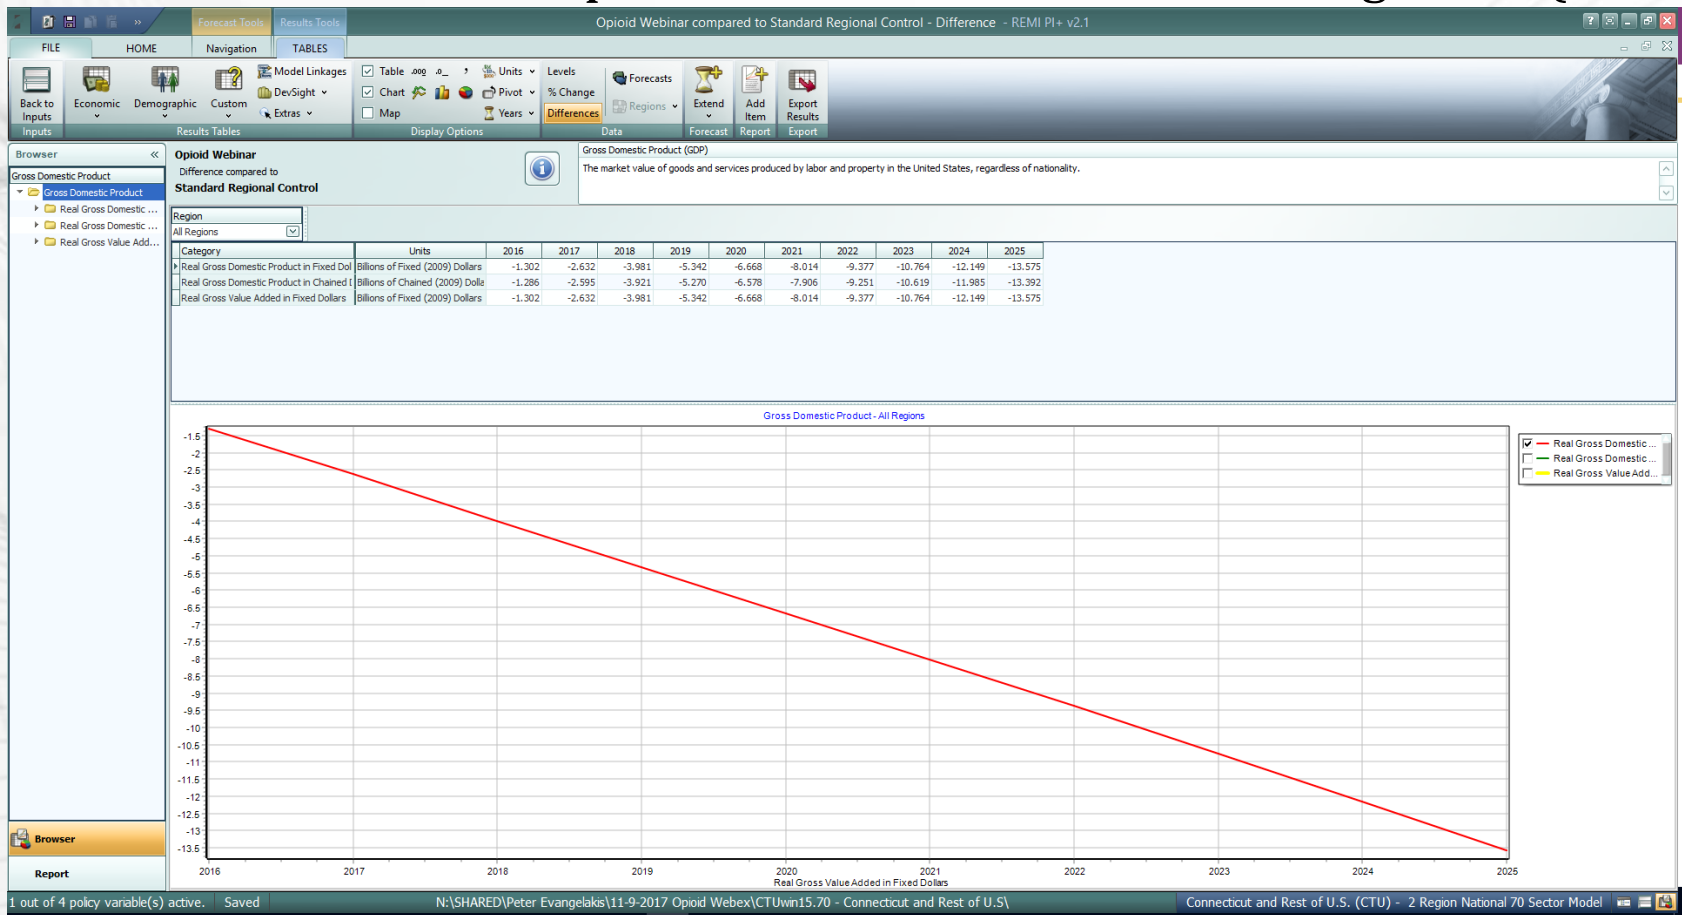 Opioid Webinar compared to Standard Regional Control - Difference - REMI PI+ v2.1
Forecast Tools Results Tools
FILE HOME Navigation TABLES
Back to Inputs
Economic
Demographic
Custom
Model Linkages
DevSight
Extras
Table
Chart
Map
Units
Pivot
Years
Levels
% Change
Differences
Forecasts
Regions
Extend
Add Item
Export Results
Inputs Results Tables Display Options Data Forecast Report Export
Browser «
Gross Domestic Product
Gross Domestic Product
Real Gross Domestic ...
Real Gross Domestic ...
Real Gross Value Add...
Opioid Webinar
Difference compared to
Standard Regional Control
Gross Domestic Product (GDP)
The market value of goods and services produced by labor and property in the United States, regardless of nationality.
Region
All Regions
Category Units 2016 2017 2018 2019 2020 2021 2022 2023 2024 2025
Real Gross Domestic Product in Fixed Dol Billions of Fixed (2009) Dollars -1.302 -2.632 -3.981 -5.342 -6.668 -8.014 -9.377 -10.764 -12.149 -13.575
Real Gross Domestic Product in Chained Billions of Chained (2009) Dolla -1.286 -2.595 -3.921 -5.270 -6.578 -7.906 -9.251 -10.619 -11.985 -13.392
Real Gross Value Added in Fixed Dollars Billions of Fixed (2009) Dollars -1.302 -2.632 -3.981 -5.342 -6.668 -8.014 -9.377 -10.764 -12.149 -13.575
Gross Domestic Product - All Regions
-1.5
-2
-2.5
-3
-3.5
-4
-4.5
-5
-5.5
-6
-6.5
-7
-7.5
-8
-8.5
-9
-9.5
-10
-10.5
-11
-11.5
-12
-12.5
-13
-13.5
2016 2017 2018 2019 2020 2021 2022 2023 2024 2025
Real Gross Value Added in Fixed Dollars
Real Gross Domestic ...
Real Gross Domestic ...
Real Gross Value Add...
Browser
Report
1 out of 4 policy variable(s) active. Saved N:\SHARED\Peter Evangelakis\11-9-2017 Opioid Webex\CTUwin15.70 - Connecticut and Rest of U.S\ Connecticut and Rest of U.S. (CTU) - 2 Region National 70 Sector Model